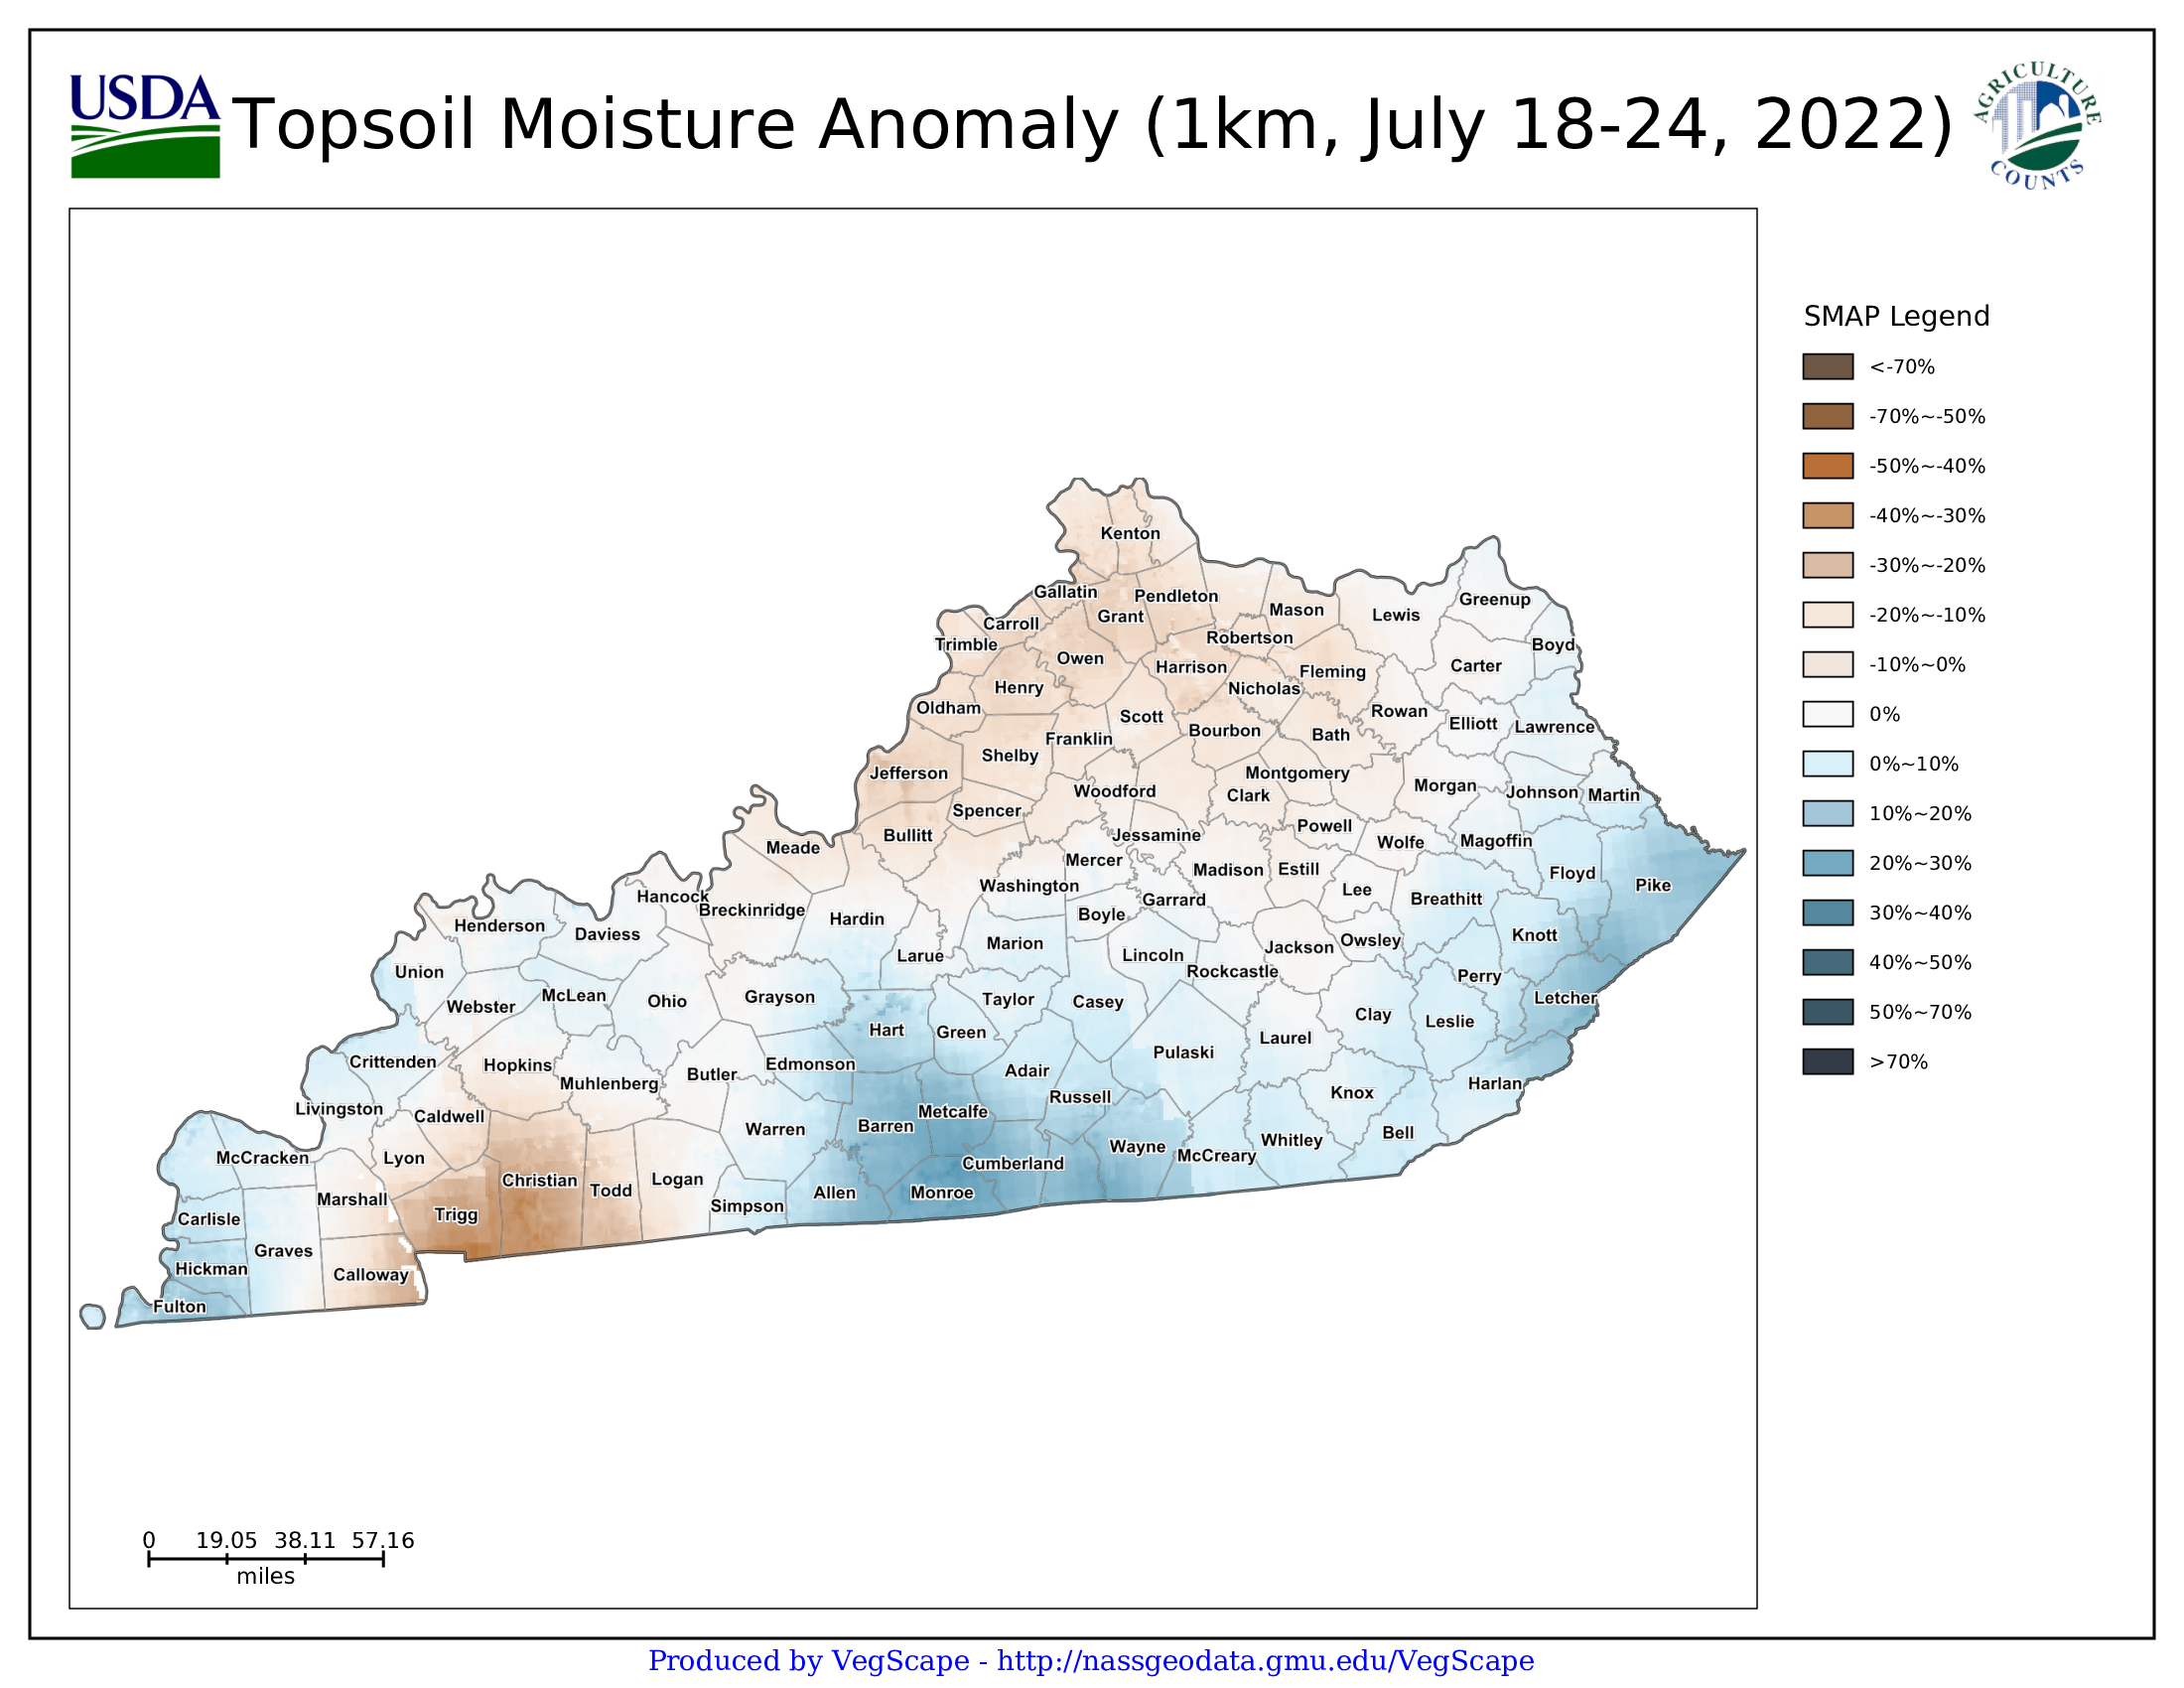 USDA
Topsoil Moisture Anomaly (1km, July 18-24, 2022)
AGRICULTURE
COUNTS
SMAP Legend
<-70%
-70%~-50%
-50%~-40%
-40%~-30%
-30%~-20%
-20%~-10%
-10%~0%
0%
0%~10%
10%~20%
20%~30%
30%~40%
40%~50%
50%~70%
>70%
Kenton
Gallatin
Pendleton
Grant
Mason
Lewis
Greenup
Carroll
Trimble
Robertson
Boyd
Owen
Harrison
Fleming
Carter
Henry
Nicholas
Oldham
Scott
Rowan
Elliott
Lawrence
Franklin
Bourbon
Bath
Shelby
Jefferson
Montgomery
Woodford
Clark
Morgan
Johnson
Martin
Spencer
Bullitt
Jessamine
Powell
Wolfe
Magoffin
Meade
Mercer
Madison
Estill
Floyd
Pike
Washington
Lee
Hancock
Breckinridge
Hardin
Boyle
Garrard
Breathitt
Henderson
Daviess
Marion
Jackson
Owsley
Knott
Larue
Lincoln
Union
Rockcastle
Perry
Webster
McLean
Ohio
Grayson
Taylor
Casey
Letcher
Hart
Green
Clay
Leslie
Laurel
Crittenden
Hopkins
Edmonson
Pulaski
Muhlenberg
Butler
Adair
Harlan
Livingston
Caldwell
Metcalfe
Russell
Knox
Warren
Barren
Wayne
Whitley
Bell
McCracken
Lyon
Cumberland
McCreary
Marshall
Christian
Todd
Logan
Allen
Monroe
Simpson
Carlisle
Trigg
Graves
Hickman
Calloway
Fulton
0 19.05 38.11 57.16
miles
Produced by VegScape - http://nassgeodata.gmu.edu/VegScape